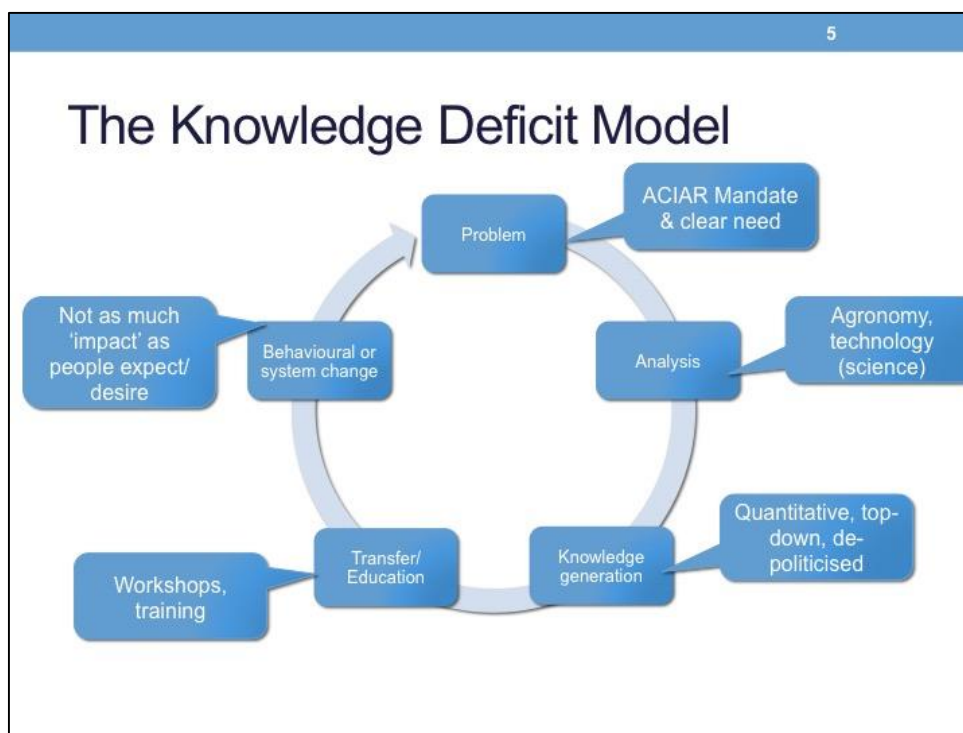 5
The Knowledge Deficit Model
Problem
ACIAR Mandate
& clear need
Analysis
Agronomy,
technology
(science)
Knowledge
generation
Quantitative, top-
down, de-
politicised
Transfer/
Education
Workshops,
training
Behavioural or
system change
Not as much
‘impact’ as
people expect/
desire